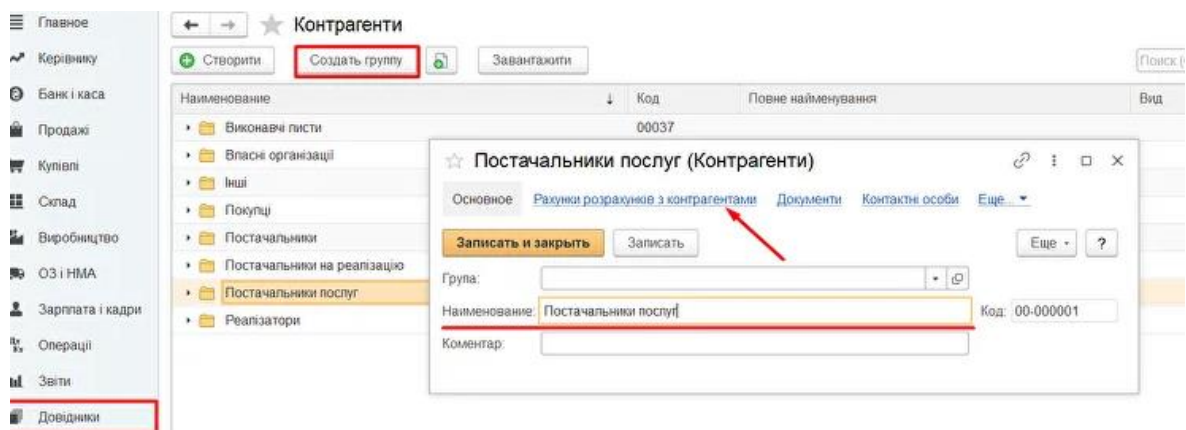 Главное
Керівнику
Банк і каса
Продажі
Купівлі
Склад
Виробництво
ОЗ і НМА
Зарплата і кадри
Операції
Звіти
Довідники
Контрагенти
Створити Создать группу Завантажити Поиск (
Наименование ↓ Код Повне найменування Вид
Виконавчі листи 00037
Власні організації
Інші
Покупці
Постачальники
Постачальники на реалізацію
Постачальники послуг
Реалізатори
Постачальники послуг (Контрагенти)
Основное Рахунки розрахунків з контрагентами Документи Контактні особи Еще...
Записать и закрыть Записать Еще ?
Група:
Наименование: Постачальники послуг Код: 00-000001
Коментар: